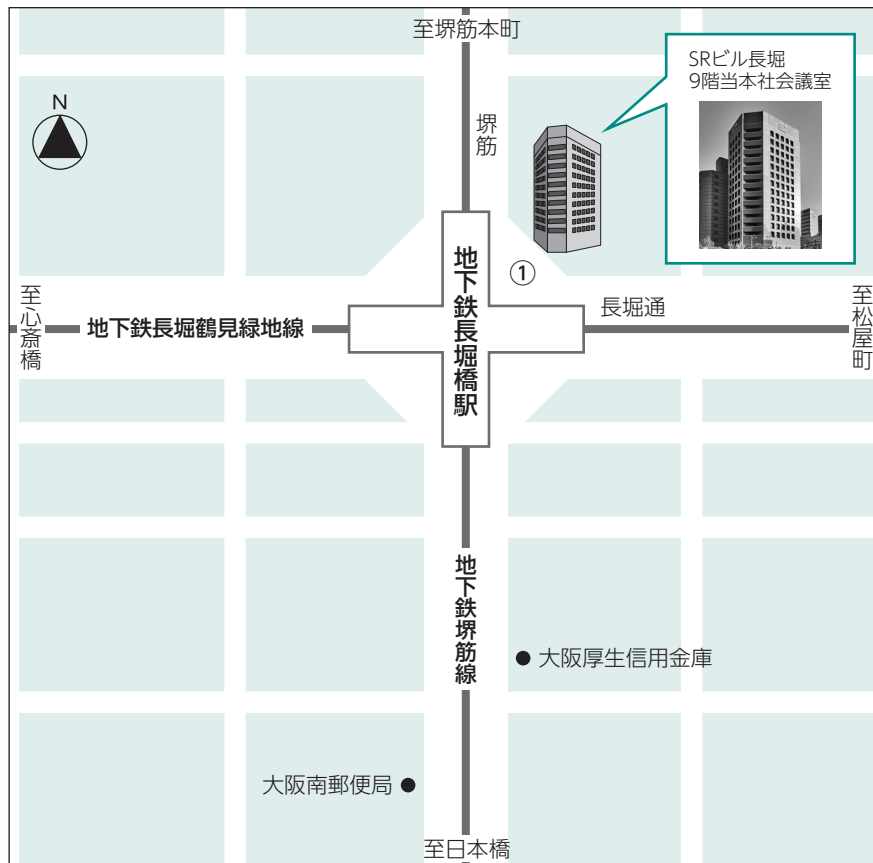 至堺筋本町
SRビル長堀
9階当本社会議室
N
堺筋
①
地下鉄長堀橋駅
至心斎橋
地下鉄長堀鶴見緑地線
長堀通
至松屋町
地下鉄堺筋線
大阪厚生信用金庫
大阪南郵便局
至日本橋